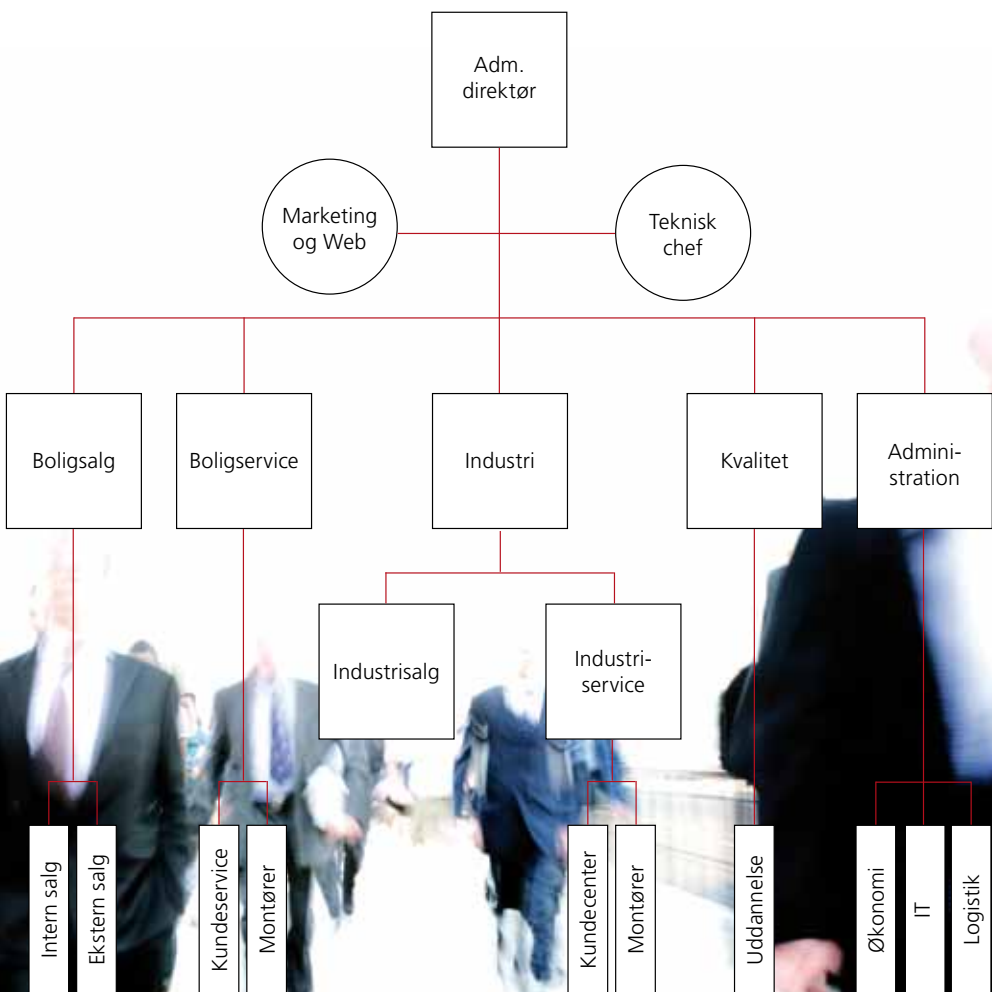 Adm.
direktør
Marketing
og Web
Teknisk
chef
Boligsalg
Boligservice
Industri
Kvalitet
Admini-
stration
Industrisalg
Industri-
service
Intern salg
Ekstern salg
Kundeservice
Montører
Kundecenter
Montører
Uddannelse
Økonomi
IT
Logistik